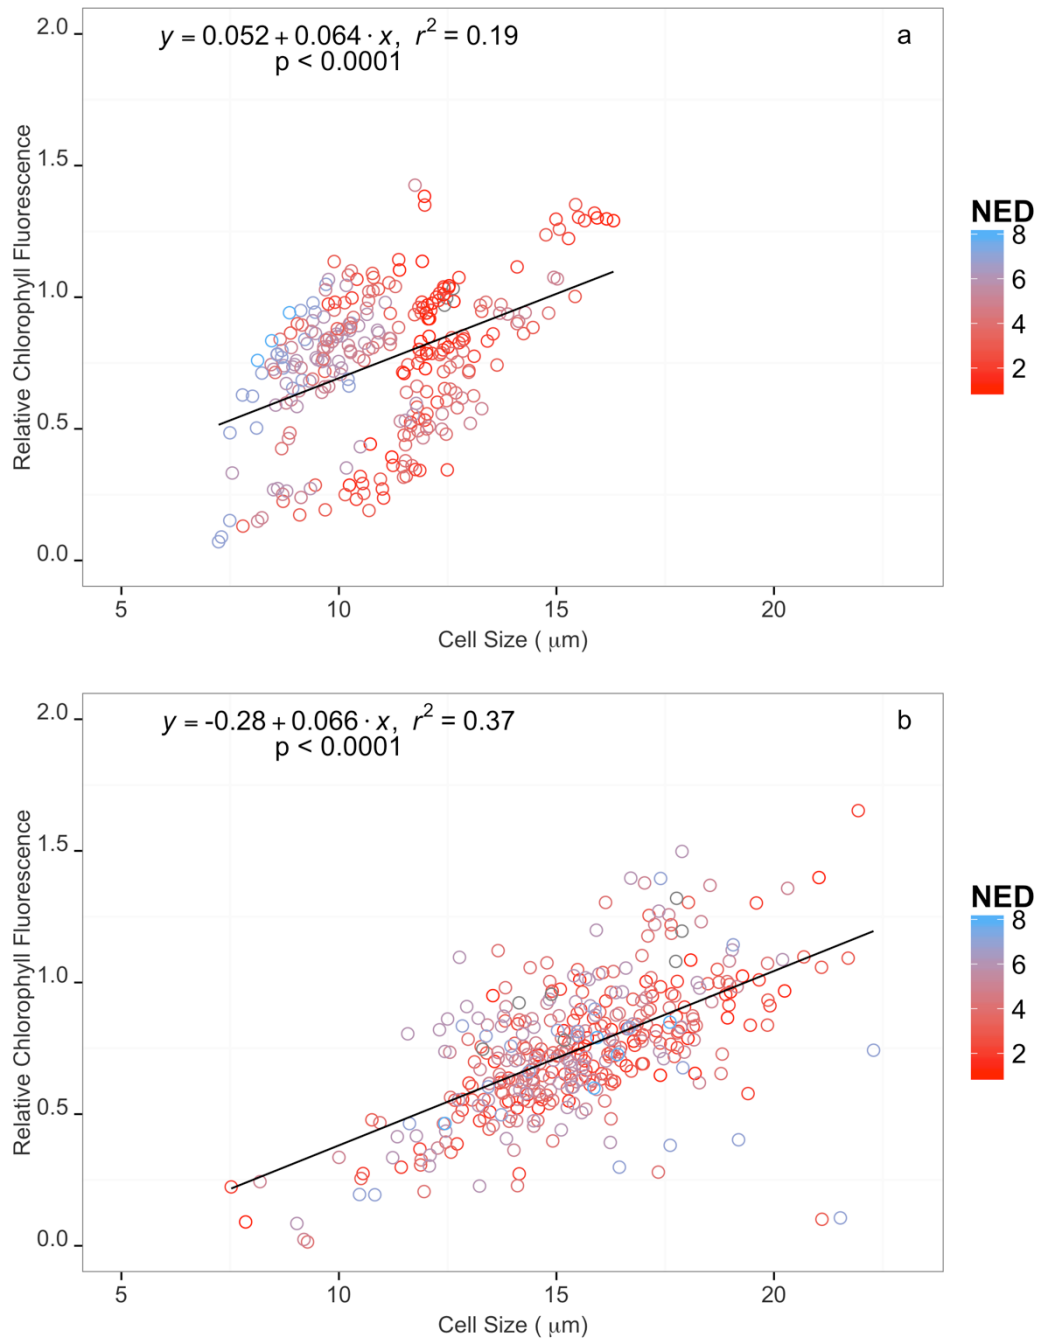 y = 0.052 + 0.064 · x, r² = 0.19
p < 0.0001
a
2.0
1.5
1.0
0.5
0.0
Relative Chlorophyll Fluorescence
5 10 15 20
Cell Size ( μm)
NED
8
6
4
2
y = -0.28 + 0.066 · x, r² = 0.37
p < 0.0001
b
2.0
1.5
1.0
0.5
0.0
Relative Chlorophyll Fluorescence
5 10 15 20
Cell Size ( μm)
NED
8
6
4
2